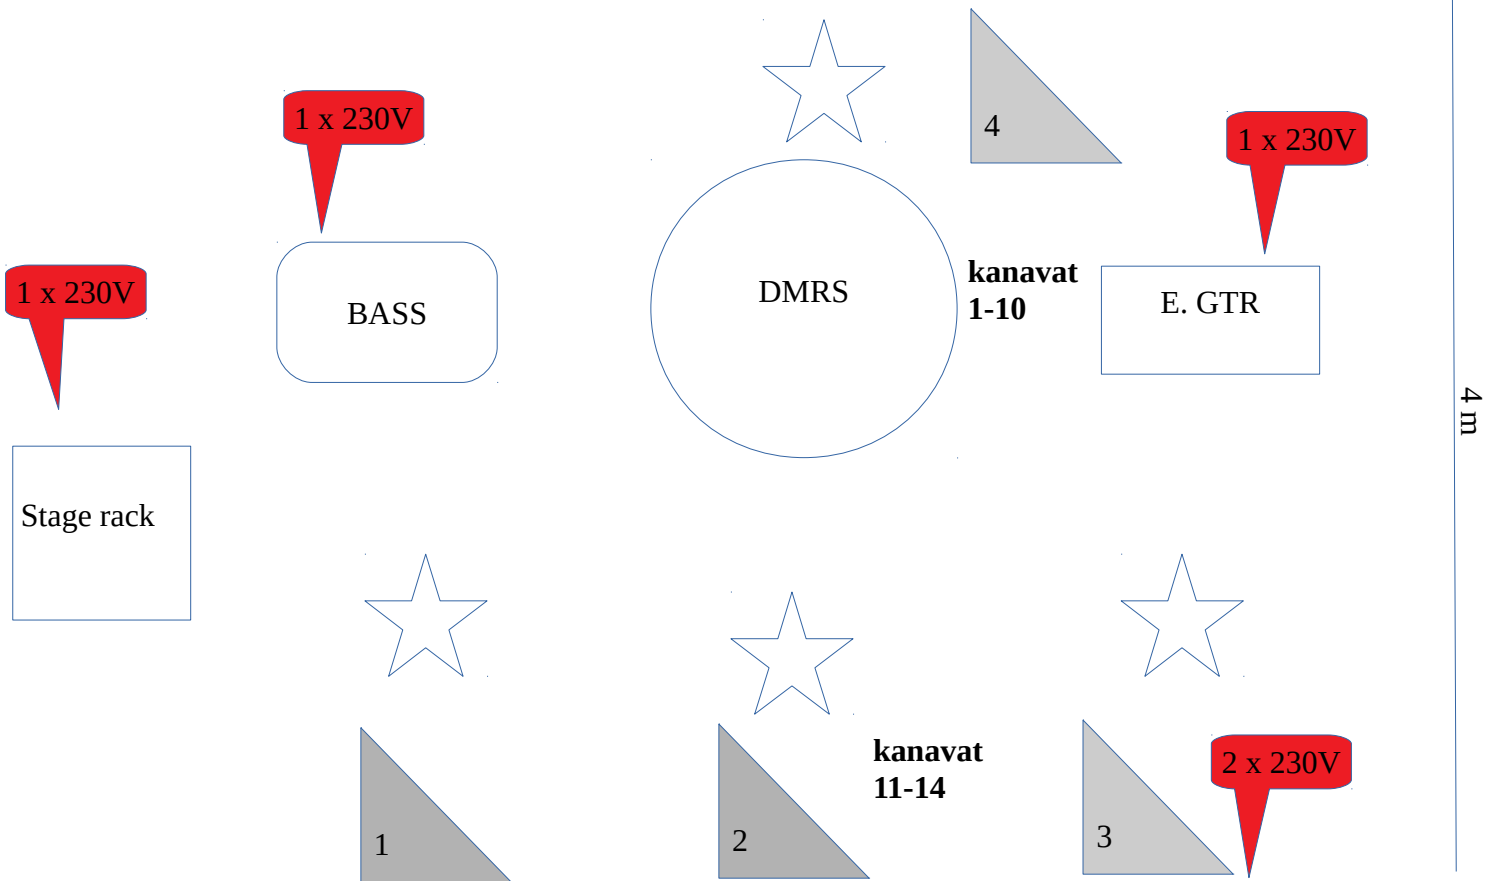 4
1 x 230V
1 x 230V
1 x 230V
BASS
DMRS
kanavat
1-10
E. GTR
4 m
Stage rack
kanavat
11-14
2 x 230V
1
2
3